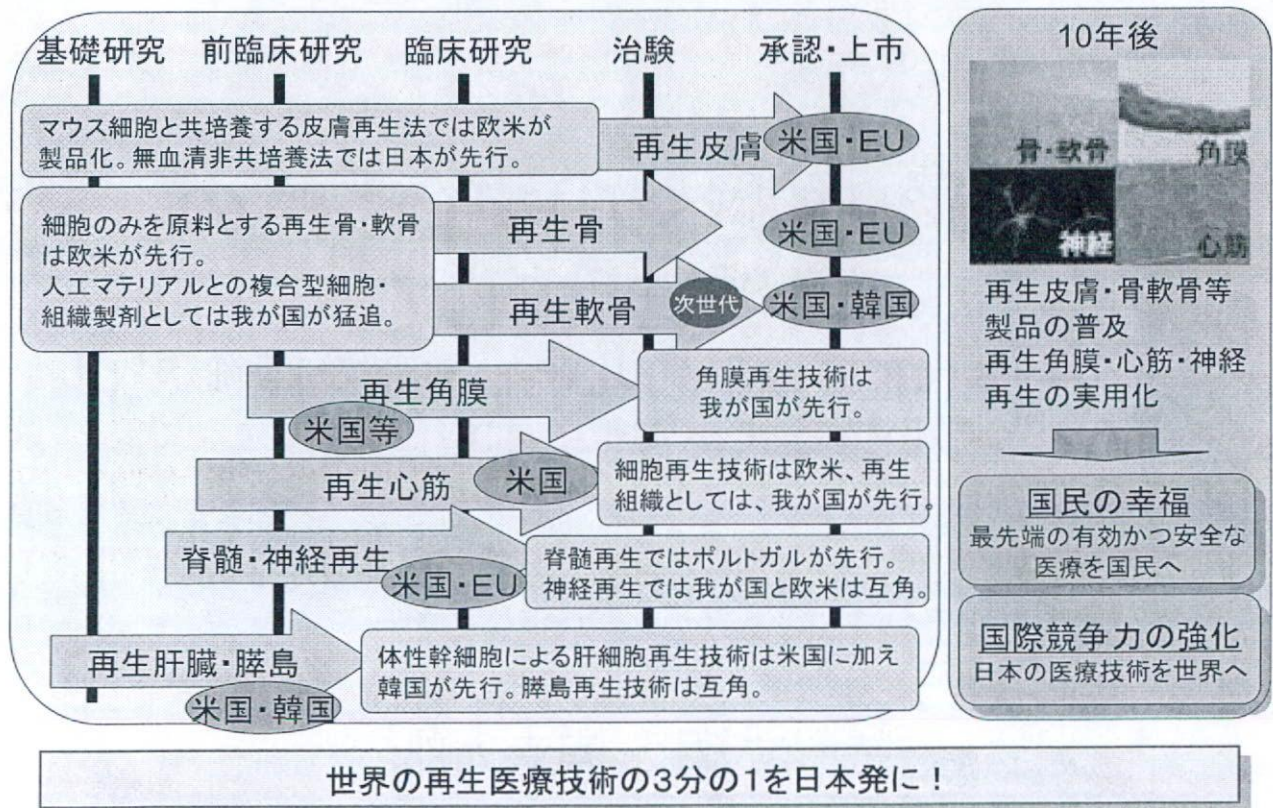 基礎研究 前臨床研究 臨床研究 治験 承認・上市
マウス細胞と共培養する皮膚再生法では欧米が
製品化。無血清非共培養法では日本が先行。
再生皮膚
米国・EU
細胞のみを原料とする再生骨・軟骨
は欧米が先行。
人工マテリアルとの複合型細胞・
組織製剤としては我が国が猛追。
再生骨
米国・EU
再生軟骨
次世代
米国・韓国
再生角膜
米国等
角膜再生技術は
我が国が先行。
再生心筋
米国
細胞再生技術は欧米、再生
組織としては、我が国が先行。
脊髄・神経再生
米国・EU
脊髄再生ではポルトガルが先行。
神経再生では我が国と欧米は互角。
再生肝臓・膵島
米国・韓国
体性幹細胞による肝細胞再生技術は米国に加え
韓国が先行。膵島再生技術は互角。
10年後
骨・軟骨
角膜
神経
心筋
再生皮膚・骨軟骨等
製品の普及
再生角膜・心筋・神経
再生の実用化
国民の幸福
最先端の有効かつ安全な
医療を国民へ
国際競争力の強化
日本の医療技術を世界へ
世界の再生医療技術の3分の1を日本発に！